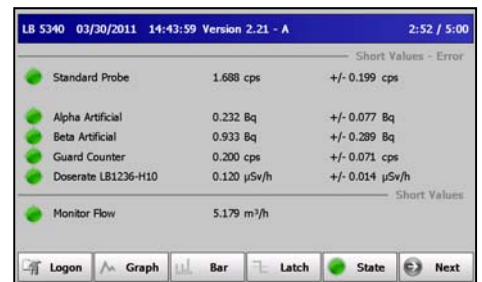 LB 5340 03/30/2011 14:43:59 Version 2.21 - A 2:52 / 5:00
Short Values - Error
Standard Probe 1.688 cps +/- 0.199 cps
Alpha Artificial 0.232 Bq +/- 0.077 Bq
Beta Artificial 0.933 Bq +/- 0.289 Bq
Guard Counter 0.200 cps +/- 0.071 cps
Doserate LB1236-H10 0.120 µSv/h +/- 0.014 µSv/h
Short Values
Monitor Flow 5.179 m³/h
Logon Graph Bar Latch State Next